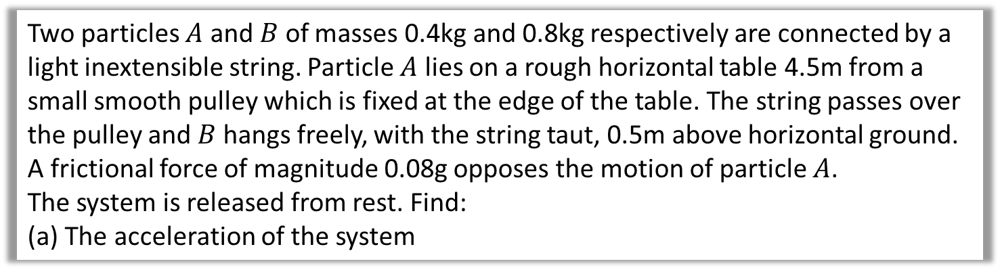 Two particles A and B of masses 0.4kg and 0.8kg respectively are connected by a
light inextensible string. Particle A lies on a rough horizontal table 4.5m from a
small smooth pulley which is fixed at the edge of the table. The string passes over
the pulley and B hangs freely, with the string taut, 0.5m above horizontal ground.
A frictional force of magnitude 0.08g opposes the motion of particle A.
The system is released from rest. Find:
(a) The acceleration of the system